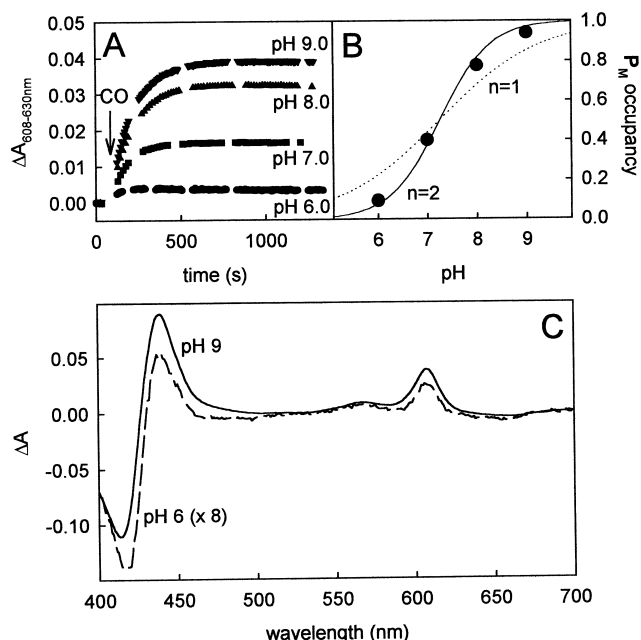 A
ΔA608-630nm
0.05
0.04
0.03
0.02
0.01
0.00
CO
pH 9.0
pH 8.0
pH 7.0
pH 6.0
0
500
1000
time (s)
B
n=1
n=2
1.0
0.8
0.6
0.4
0.2
0.0
PM occupancy
6
7
8
9
pH
C
ΔA
0.05
0.00
-0.05
-0.10
pH 9
pH 6 (x 8)
400
450
500
550
600
650
700
wavelength (nm)